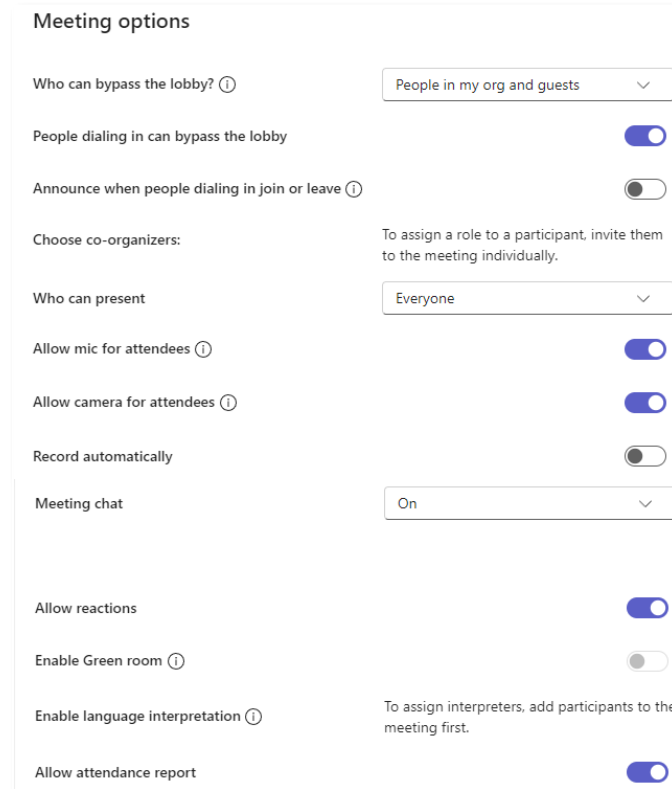 Meeting options
Who can bypass the lobby?
People in my org and guests
People dialing in can bypass the lobby
Announce when people dialing in join or leave
Choose co-organizers:
To assign a role to a participant, invite them
to the meeting individually.
Who can present
Everyone
Allow mic for attendees
Allow camera for attendees
Record automatically
Meeting chat
On
Allow reactions
Enable Green room
Enable language interpretation
To assign interpreters, add participants to the
meeting first.
Allow attendance report